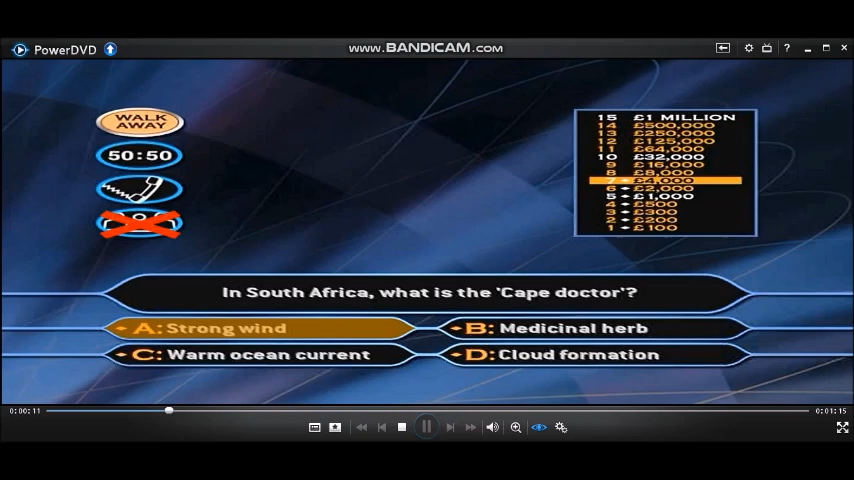 PowerDVD
www.BANDICAM.com
?
WALK
AWAY
50:50
15 £1 MILLION
14 £500,000
13 £250,000
12 £125,000
11 £64,000
10 £32,000
9 £16,000
8 £8,000
7 £4,000
6 £2,000
5 £1,000
4 £500
3 £300
2 £200
1 £100
In South Africa, what is the 'Cape doctor'?
A: Strong wind
B: Medicinal herb
C: Warm ocean current
D: Cloud formation
0:00:11
0:01:15